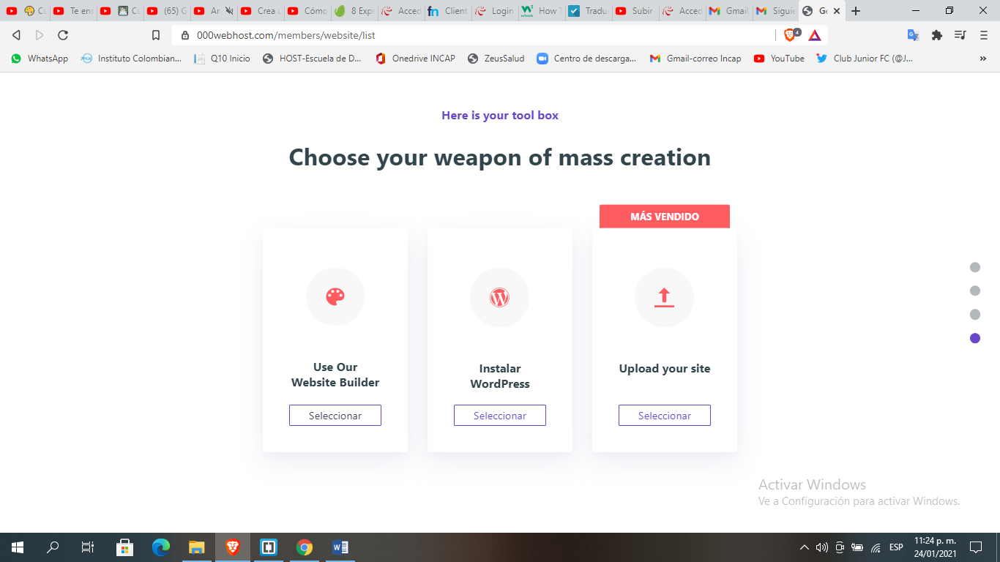 Cu
Te ens
Cu
(65) G
Ar
Crea u
Cómo
8 Expr
Acced
Client
Login
How T
Traduc
Subir
Acced
Gmail
Siguie
Ge
000webhost.com/members/website/list
4
WhatsApp
Instituto Colombian...
Q10 Inicio
HOST-Escuela de D...
Onedrive INCAP
ZeusSalud
Centro de descarga...
Gmail-correo Incap
YouTube
Club Junior FC (@J...
»
Here is your tool box
Choose your weapon of mass creation
MÁS VENDIDO
Use Our
Website Builder
Seleccionar
Instalar
WordPress
Seleccionar
Upload your site
Seleccionar
Activar Windows
Ve a Configuración para activar Windows.
ESP
11:24 p. m.
24/01/2021